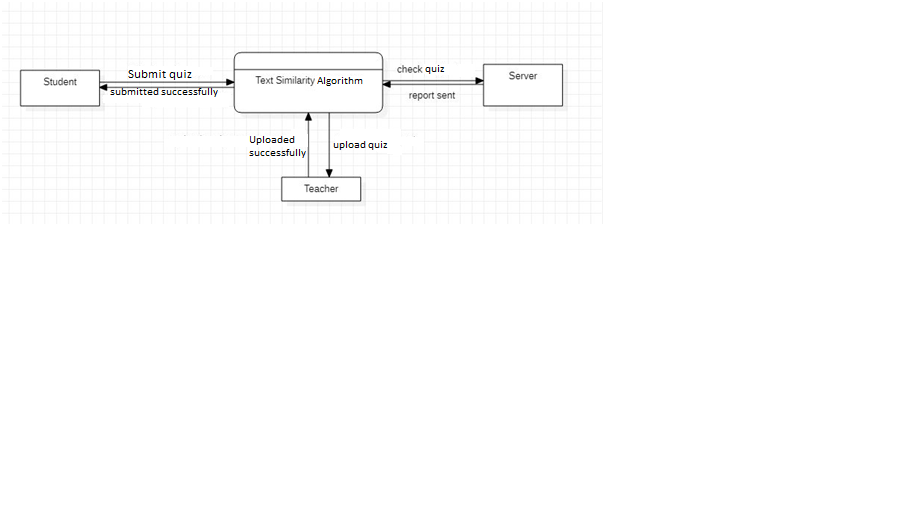 Student
Submit quiz
submitted successfully
Text Similarity Algorithm
check quiz
report sent
Server
Uploaded
successfully
upload quiz
Teacher